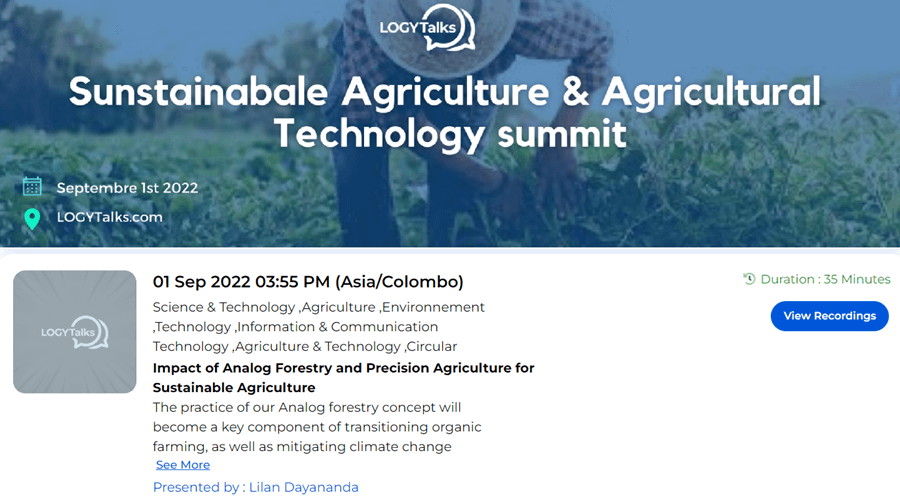 LOGYTalks
Sunstainabale Agriculture & Agricultural
Technology summit
Septembre 1st 2022
LOGYTalks.com
LOGYTalks
01 Sep 2022 03:55 PM (Asia/Colombo)
Duration : 35 Minutes
View Recordings
Science & Technology ,Agriculture ,Environnement
,Technology ,Information & Communication
Technology ,Agriculture & Technology ,Circular
Impact of Analog Forestry and Precision Agriculture for
Sustainable Agriculture
The practice of our Analog forestry concept will
become a key component of transitioning organic
farming, as well as mitigating climate change
See More
Presented by : Lilan Dayananda